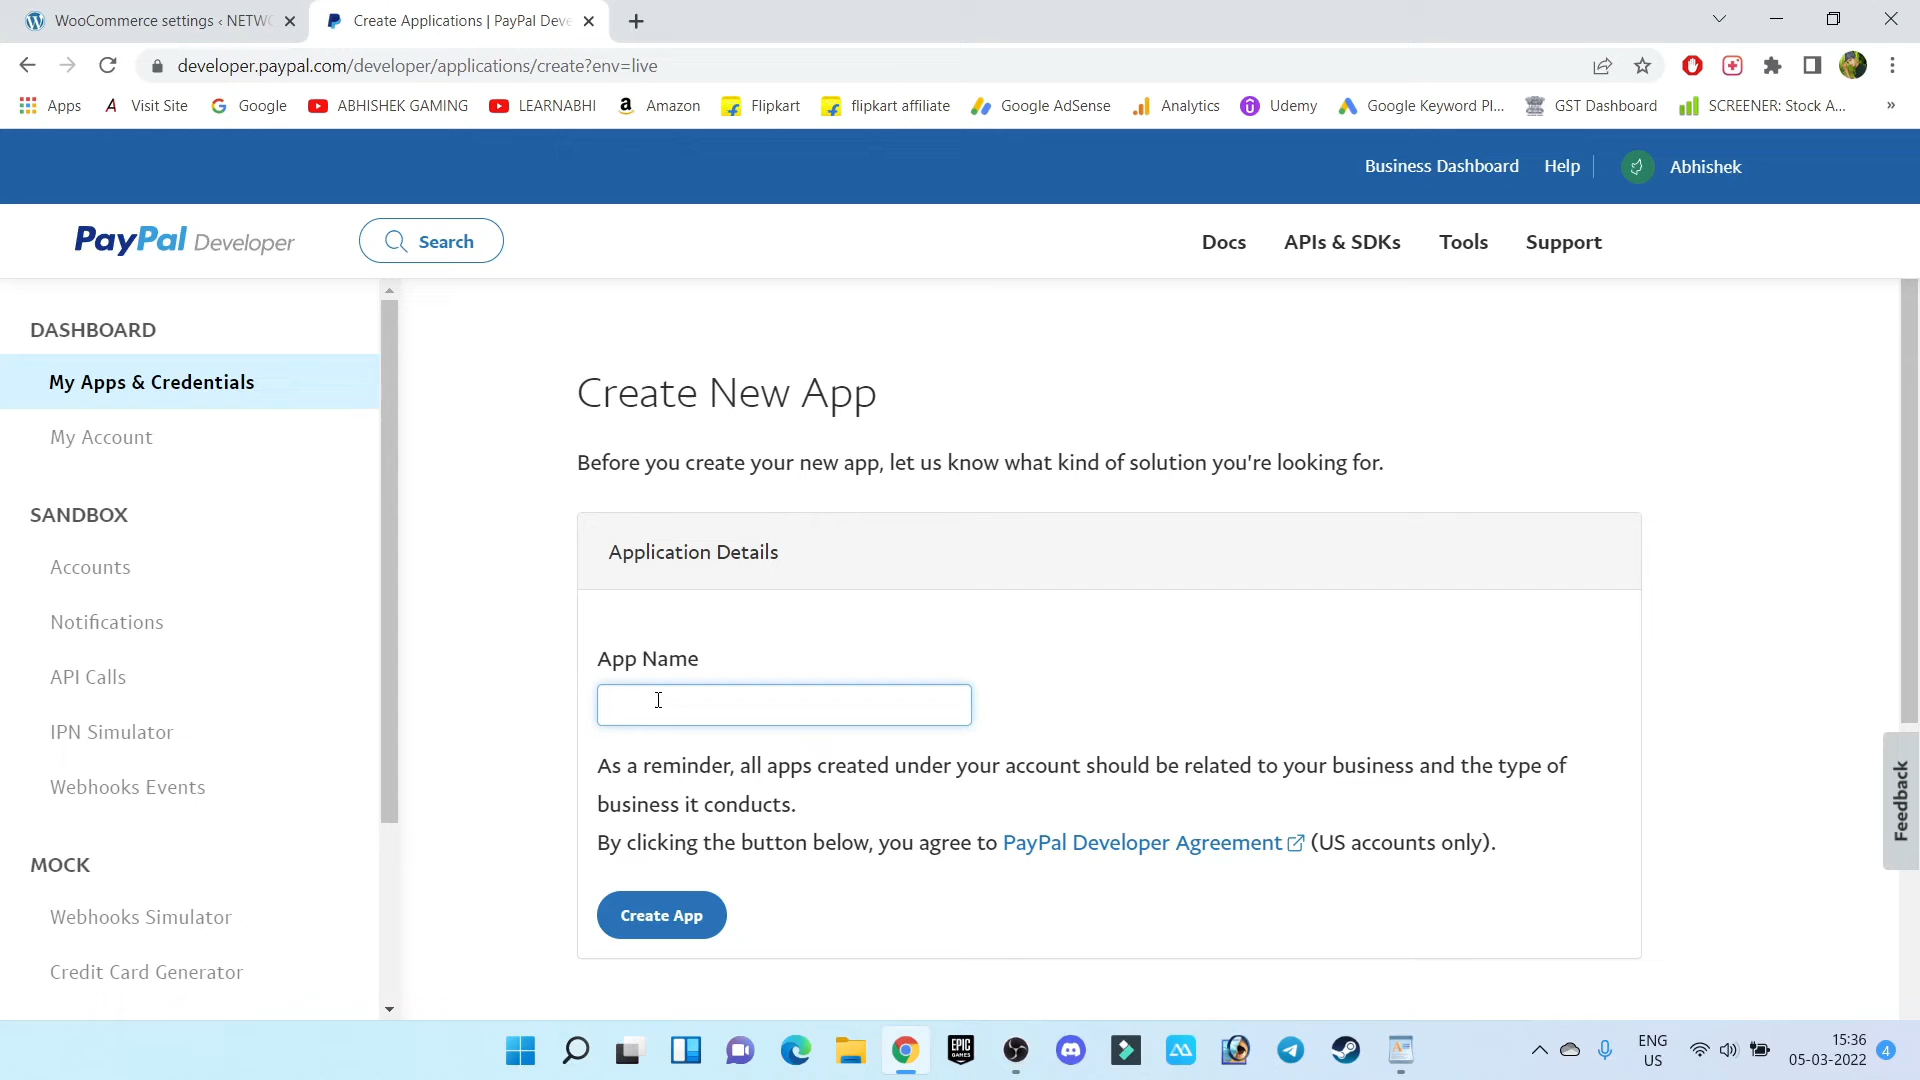 WooCommerce settings ‹ NETWO
Create Applications | PayPal Deve
developer.paypal.com/developer/applications/create?env=live
Apps
Visit Site
Google
ABHISHEK GAMING
LEARNABHI
Amazon
Flipkart
flipkart affiliate
Google AdSense
Analytics
Udemy
Google Keyword Pl...
GST Dashboard
SCREENER: Stock A...
»
Business Dashboard
Help
Abhishek
PayPal Developer
Search
Docs
APIs & SDKs
Tools
Support
DASHBOARD
My Apps & Credentials
My Account
SANDBOX
Accounts
Notifications
API Calls
IPN Simulator
Webhooks Events
MOCK
Webhooks Simulator
Credit Card Generator
Create New App
Before you create your new app, let us know what kind of solution you're looking for.
Application Details
App Name
As a reminder, all apps created under your account should be related to your business and the type of
business it conducts.
By clicking the button below, you agree to PayPal Developer Agreement (US accounts only).
Create App
Feedback
EPIC GAMES
ENG
US
15:36
05-03-2022
4